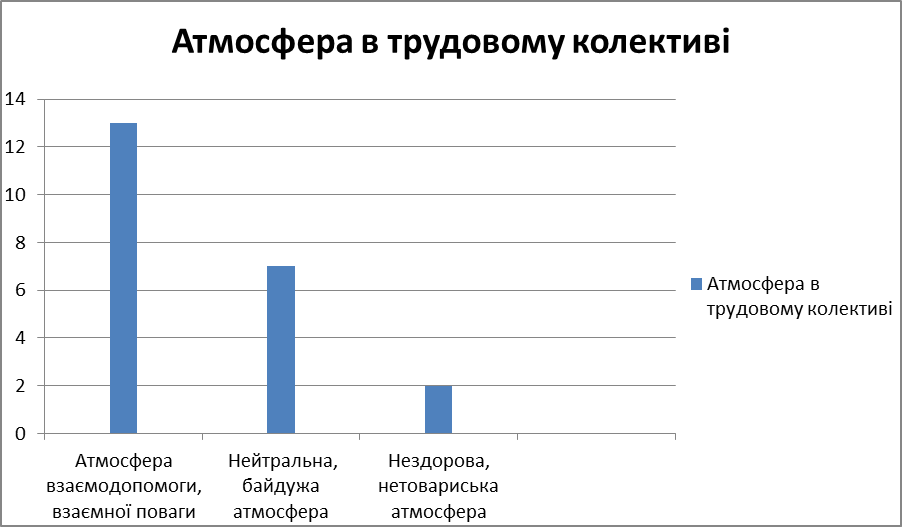 Атмосфера в трудовому колективі
14
12
10
8
6
4
2
0
Атмосфера
взаємодопомоги,
взаємної поваги
Нейтральна,
байдужа
атмосфера
Нездорова,
нетовариська
атмосфера
Атмосфера в
трудовому колективі